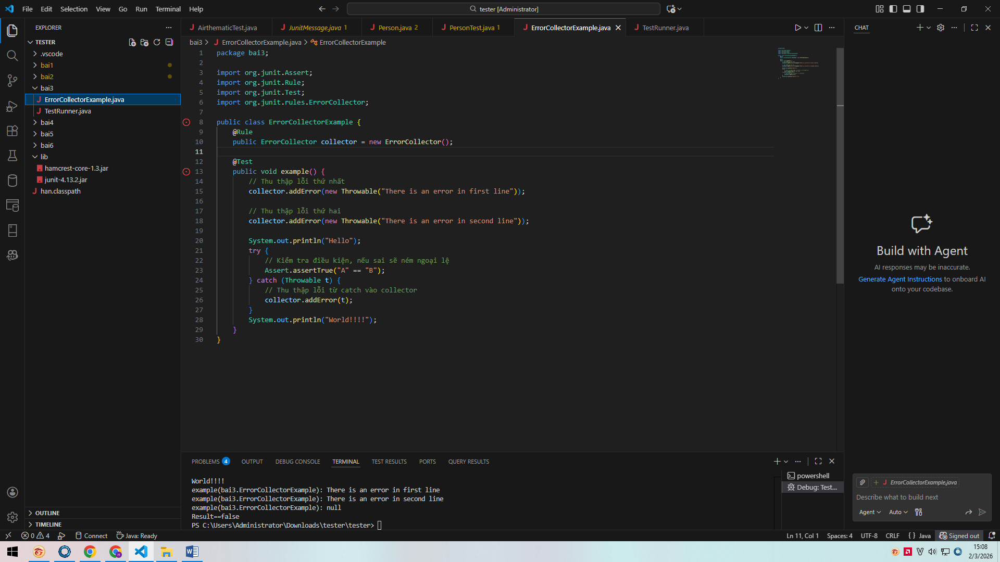 File Edit Selection View Go Run Terminal Help
tester [Administrator]
EXPLORER
TESTER
.vscode
bai1
bai2
bai3
ErrorCollectorExample.java
TestRunner.java
bai4
bai5
bai6
lib
hamcrest-core-1.3.jar
junit-4.13.2.jar
han.classpath
OUTLINE
TIMELINE
AirthematicTest.java
JunitMessage.java 1
Person.java 2
PersonTest.java 1
ErrorCollectorExample.java
TestRunner.java
bai3 > ErrorCollectorExample.java > ErrorCollectorExample
1 package bai3;
2
3 import org.junit.Assert;
4 import org.junit.Rule;
5 import org.junit.Test;
6 import org.junit.rules.ErrorCollector;
7
8 public class ErrorCollectorExample {
9 @Rule
10 public ErrorCollector collector = new ErrorCollector();
11
12 @Test
13 public void example() {
14 // Thu thập lỗi thứ nhất
15 collector.addError(new Throwable("There is an error in first line"));
16
17 // Thu thập lỗi thứ hai
18 collector.addError(new Throwable("There is an error in second line"));
19
20 System.out.println("Hello");
21 try {
22 // Kiểm tra điều kiện, nếu sai sẽ ném ngoại lệ
23 Assert.assertTrue("A" == "B");
24 } catch (Throwable t) {
25 // Thu thập lỗi từ catch vào collector
26 collector.addError(t);
27 }
28 System.out.println("World!!!!");
29 }
30 }
PROBLEMS 4 OUTPUT DEBUG CONSOLE TERMINAL TEST RESULTS PORTS QUERY RESULTS
World!!!!
example(bai3.ErrorCollectorExample): There is an error in first line
example(bai3.ErrorCollectorExample): There is an error in second line
example(bai3.ErrorCollectorExample): null
Result==false
PS C:\Users\Administrator\Downloads\tester\tester>
powershell
Debug: Test...
CHAT
Build with Agent
AI responses may be inaccurate.
Generate Agent Instructions to onboard AI
onto your codebase.
ErrorCollectorExample.java
Describe what to build next
Agent Auto
0 4 Connect Java: Ready
Ln 11, Col 1 Spaces: 4 UTF-8 CRLF {} Java Signed out
15:08
2/3/2026